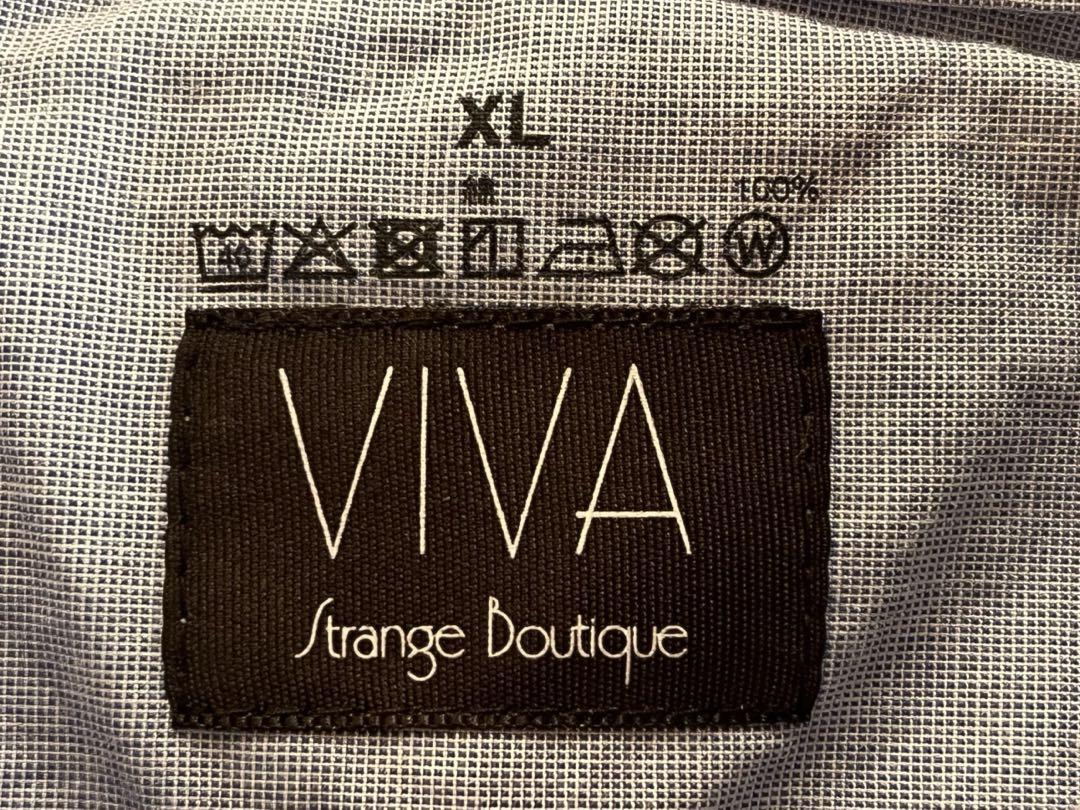 XL
綿 100%
40 W
VIVA
Strange Boutique